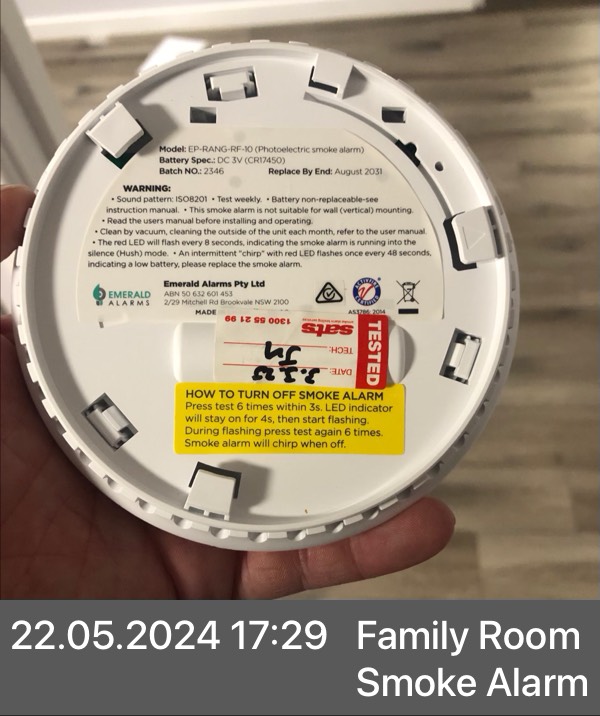 Model: EP-RANG-RF-10 (Photoelectric smoke alarm)
Battery Spec.: DC 3V (CR17450)
Batch NO.: 2346 Replace By End: August 2031
WARNING:
• Sound pattern: ISO8201 • Test weekly. • Battery non-replaceable-see
instruction manual. • This smoke alarm is not suitable for wall (vertical) mounting.
• Read the users manual before installing and operating.
• Clean by vacuum, cleaning the outside of the unit each month, refer to the user manual.
• The red LED will flash every 8 seconds, indicating the smoke alarm is running into the
silence (Hush) mode. • An intermittent "chirp" with red LED flashes once every 48 seconds,
indicating a low battery, please replace the smoke alarm.
EMERALD
ALARMS
Emerald Alarms Pty Ltd
ABN 50 632 601 453
2/29 Mitchell Rd Brookvale NSW 2100
MADE
ACTIVFIRE
CERTIFIED
AS3786: 2014
TESTED
sats
1300 55 21 99
TECH:
DATE:
HOW TO TURN OFF SMOKE ALARM
Press test 6 times within 3s. LED indicator
will stay on for 4s, then start flashing.
During flashing press test again 6 times.
Smoke alarm will chirp when off.
22.05.2024 17:29 Family Room
Smoke Alarm